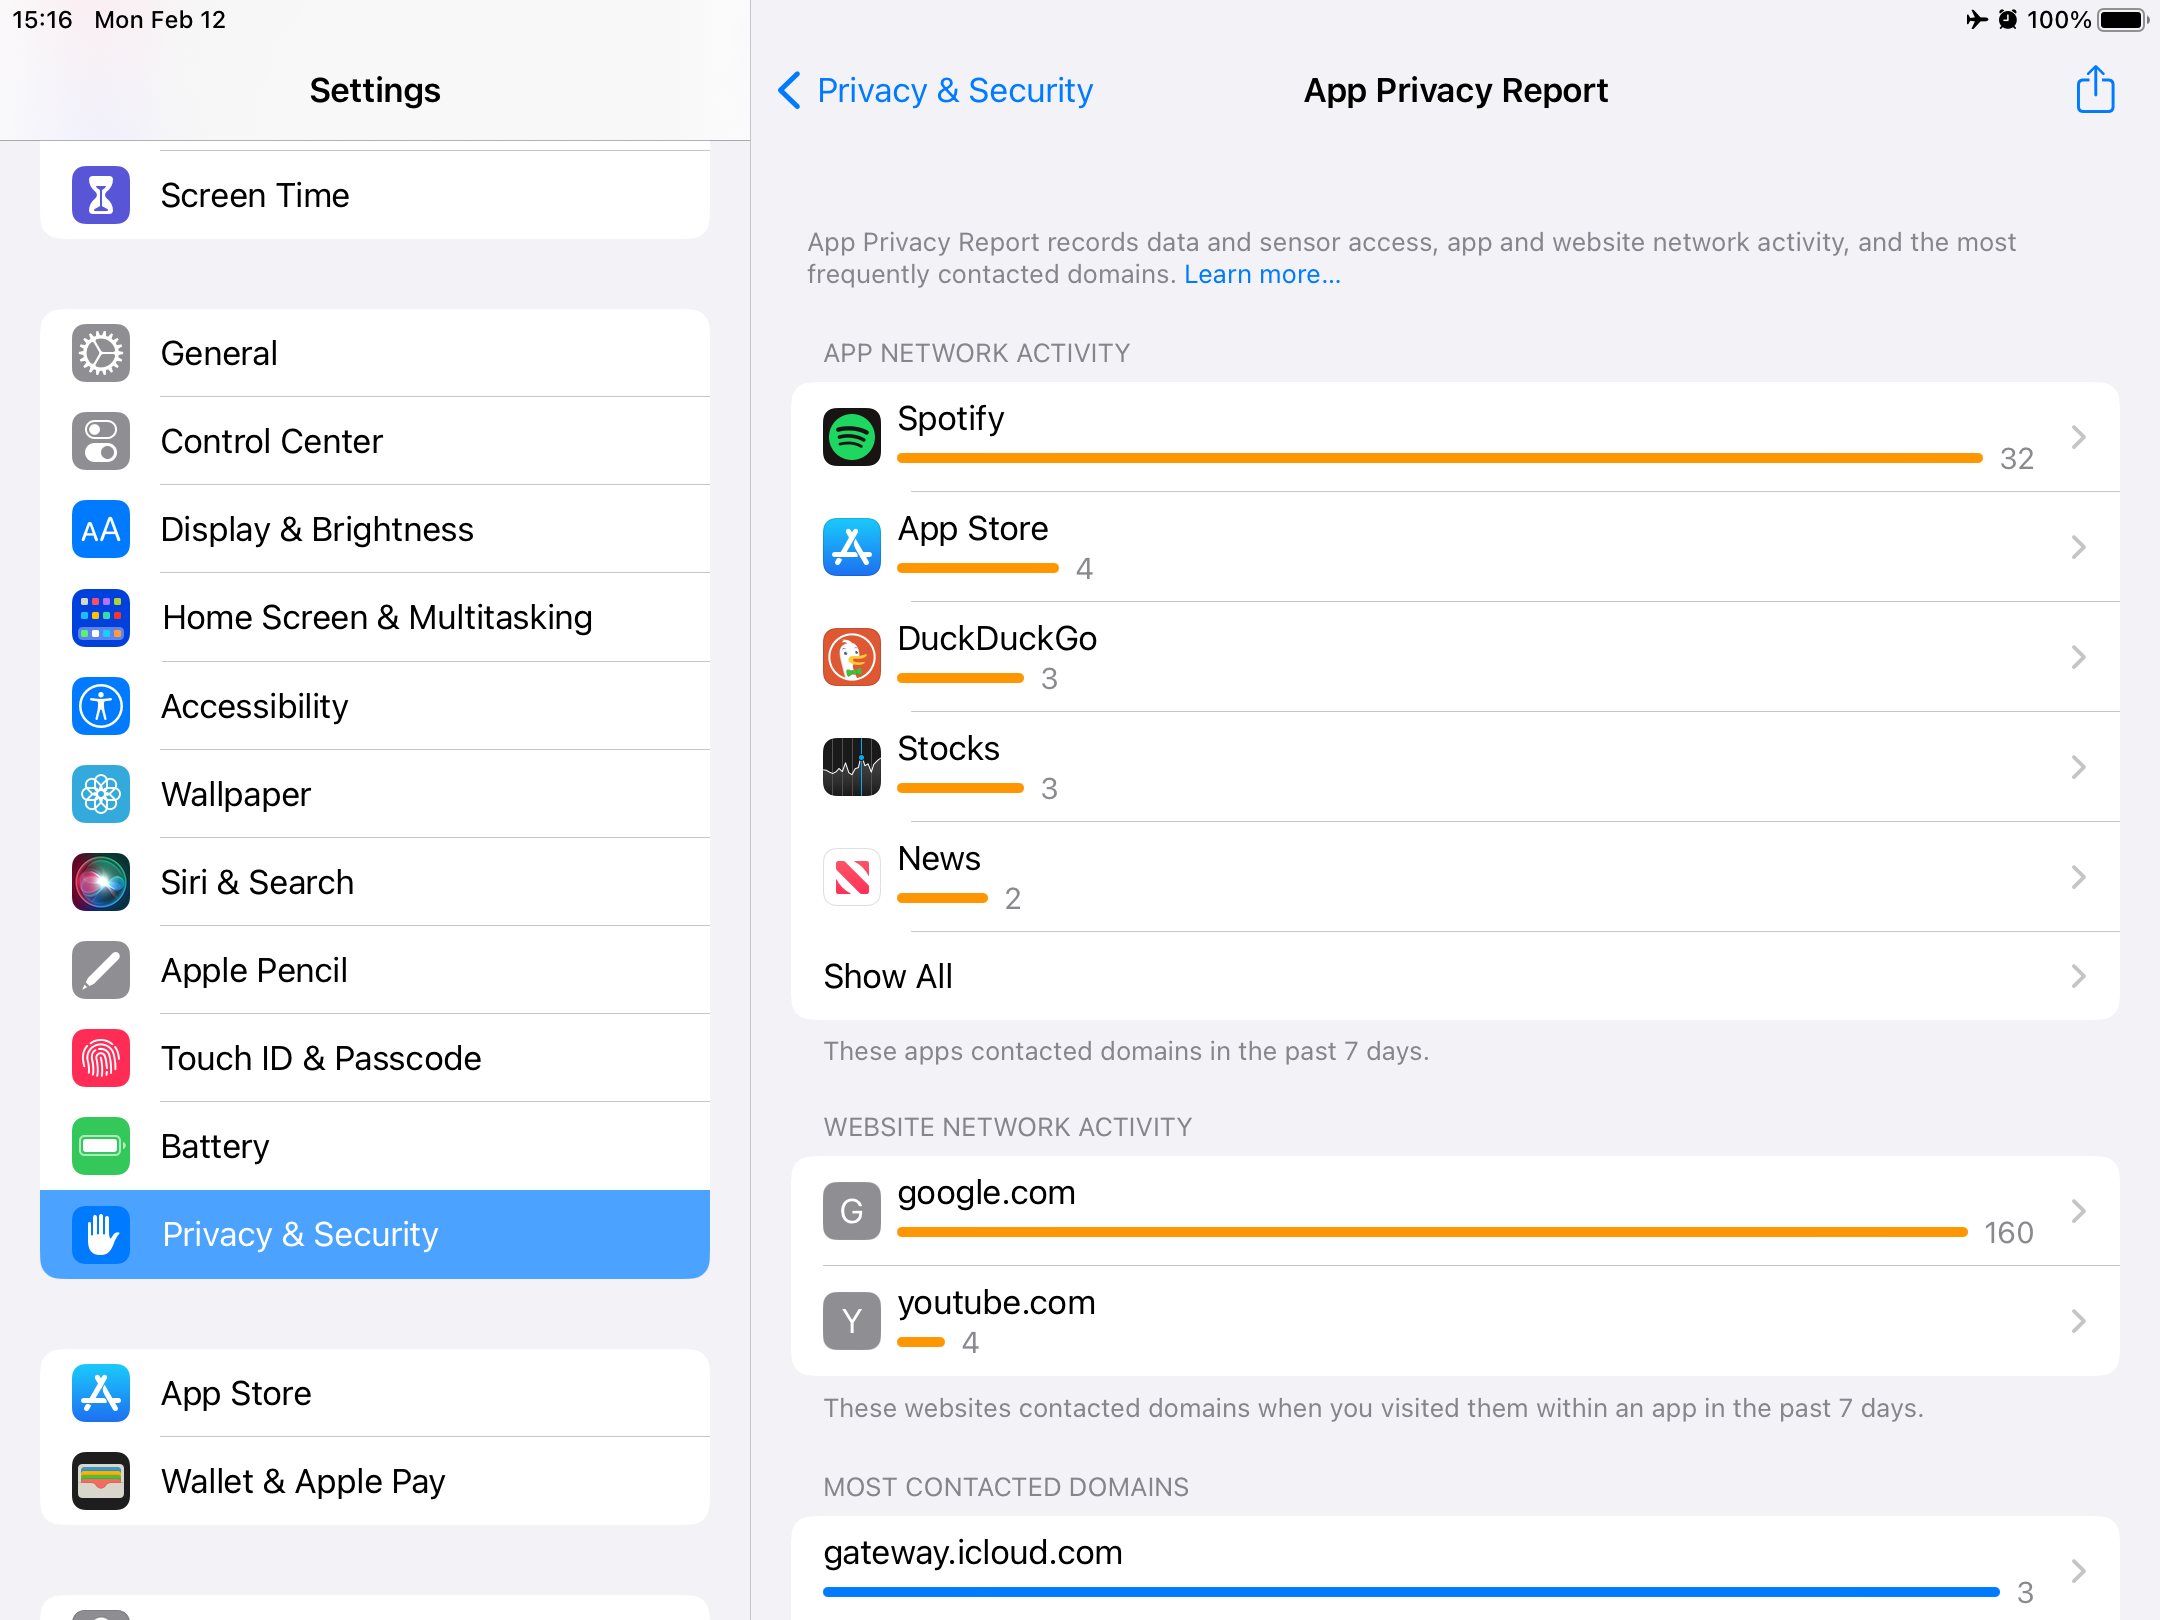 15:16 Mon Feb 12
100%
Settings
Screen Time
General
Control Center
AA Display & Brightness
Home Screen & Multitasking
Accessibility
Wallpaper
Siri & Search
Apple Pencil
Touch ID & Passcode
Battery
Privacy & Security
App Store
Wallet & Apple Pay
Privacy & Security
App Privacy Report
App Privacy Report records data and sensor access, app and website network activity, and the most
frequently contacted domains. Learn more...
APP NETWORK ACTIVITY
Spotify
32
App Store
4
DuckDuckGo
3
Stocks
3
News
2
Show All
These apps contacted domains in the past 7 days.
WEBSITE NETWORK ACTIVITY
G google.com
160
Y youtube.com
4
These websites contacted domains when you visited them within an app in the past 7 days.
MOST CONTACTED DOMAINS
gateway.icloud.com
3